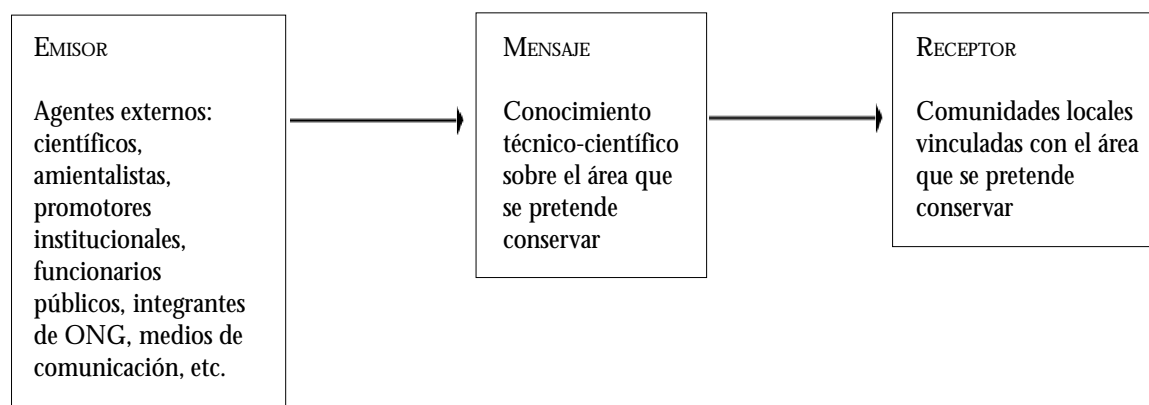 EMISOR
Agentes externos:
científicos,
amientalistas,
promotores
institucionales,
funcionarios
públicos, integrantes
de ONG, medios de
comunicación, etc.
MENSAJE
Conocimiento
técnico-científico
sobre el área que
se pretende
conservar
RECEPTOR
Comunidades locales
vinculadas con el área
que se pretende
conservar